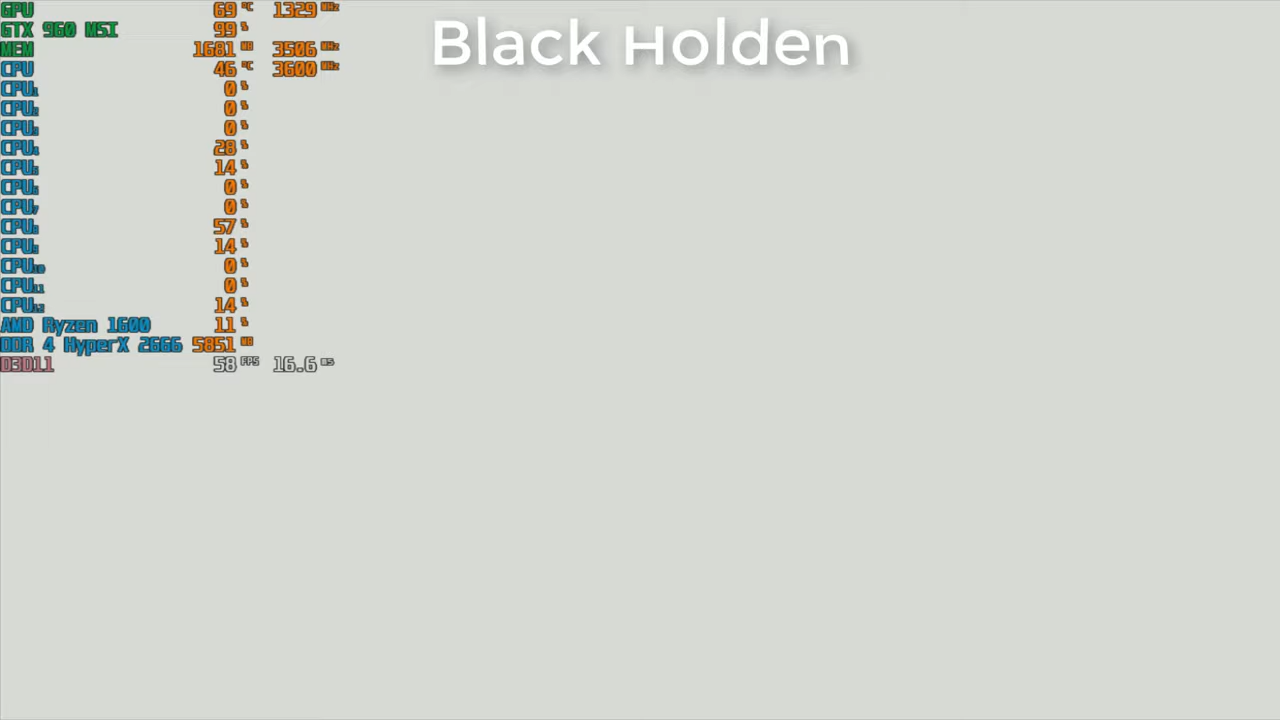 GPU 69 °C 1329 MHz
GTX 960 MSI 99 %
MEM 1681 MB 3506 MHz
CPU 46 °C 3600 MHz
CPU1 0 %
CPU2 0 %
CPU3 0 %
CPU4 28 %
CPU5 14 %
CPU6 0 %
CPU7 0 %
CPU8 57 %
CPU9 14 %
CPU10 0 %
CPU11 0 %
CPU12 14 %
AMD Ryzen 1600 11 %
DDR 4 HyperX 2666 5851 MB
D3D11 58 FPS 16.6 ms
Black Holden